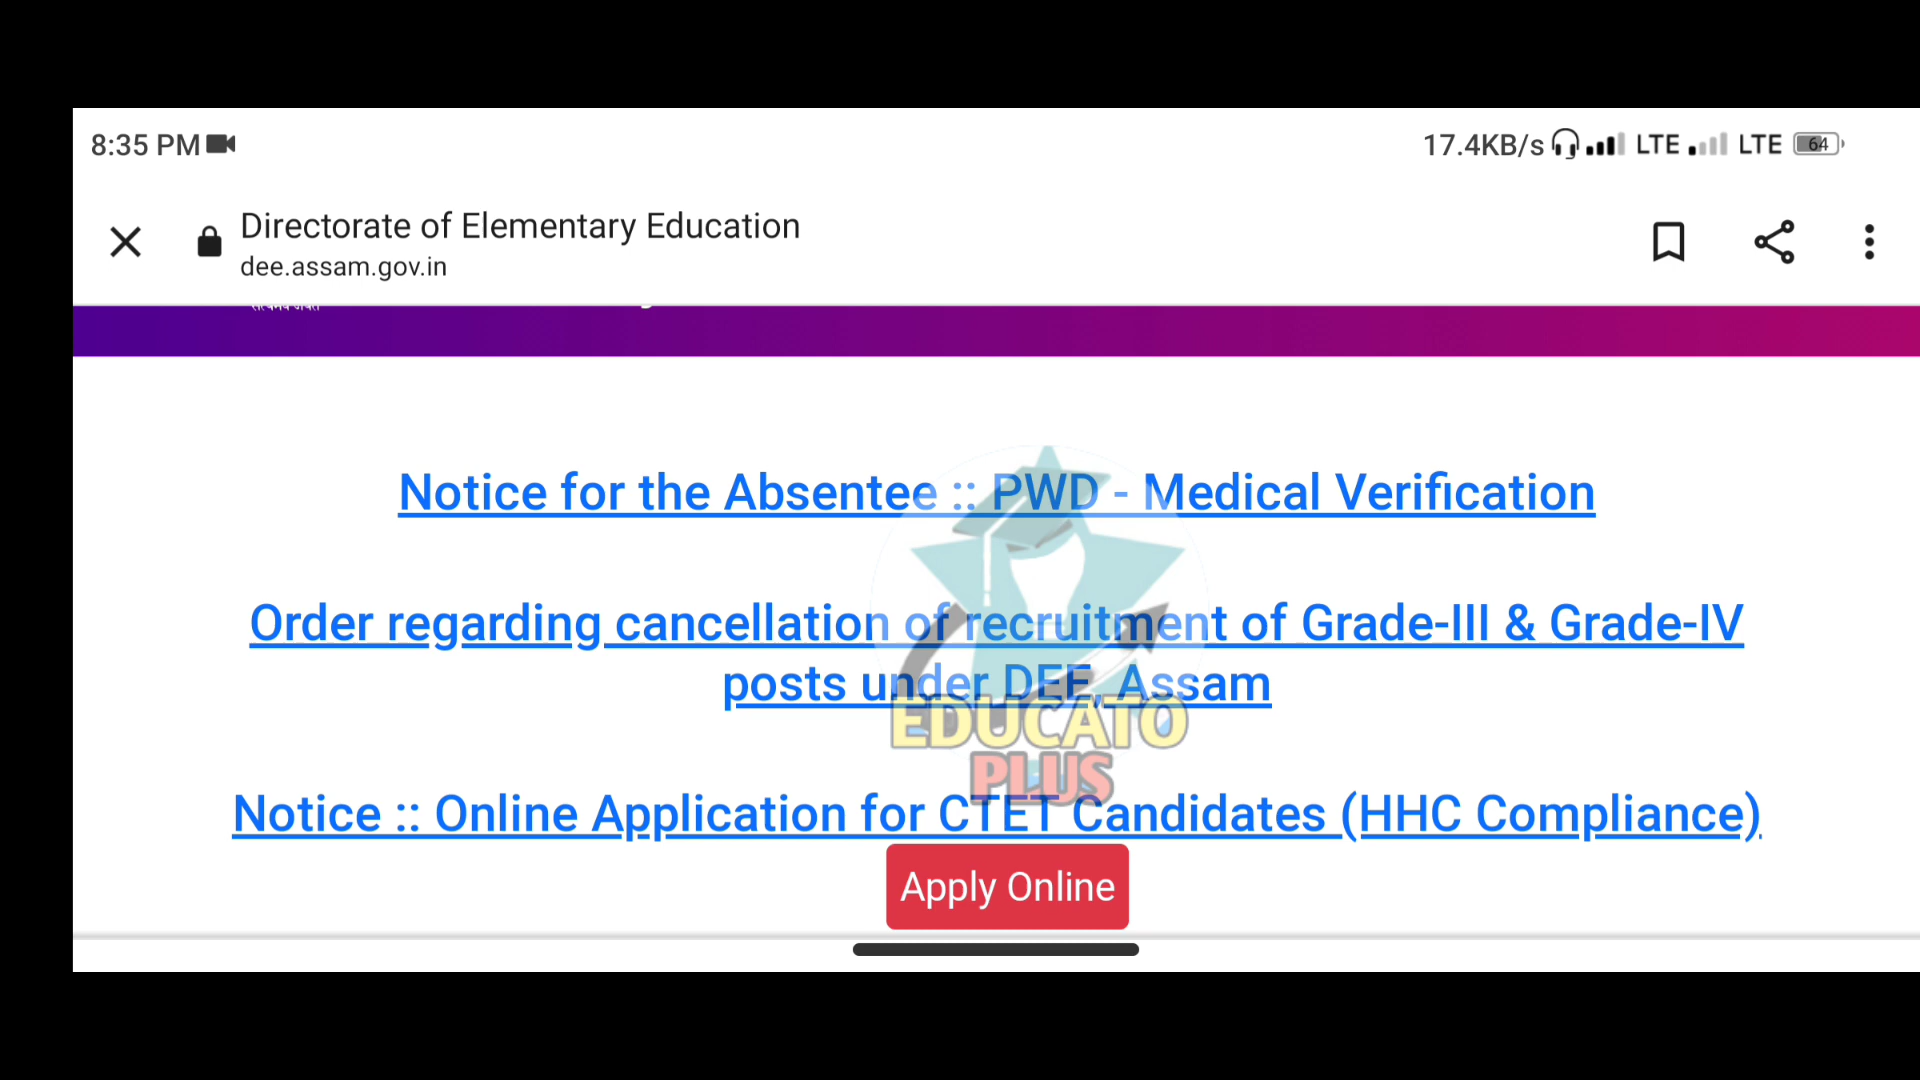 8:35 PM 17.4KB/s LTE LTE 64
Directorate of Elementary Education
dee.assam.gov.in
Notice for the Absentee :: PWD - Medical Verification
Order regarding cancellation of recruitment of Grade-III & Grade-IV
posts under DEE, Assam
EDUCATO
PLUS
Notice :: Online Application for CTET Candidates (HHC Compliance)
Apply Online